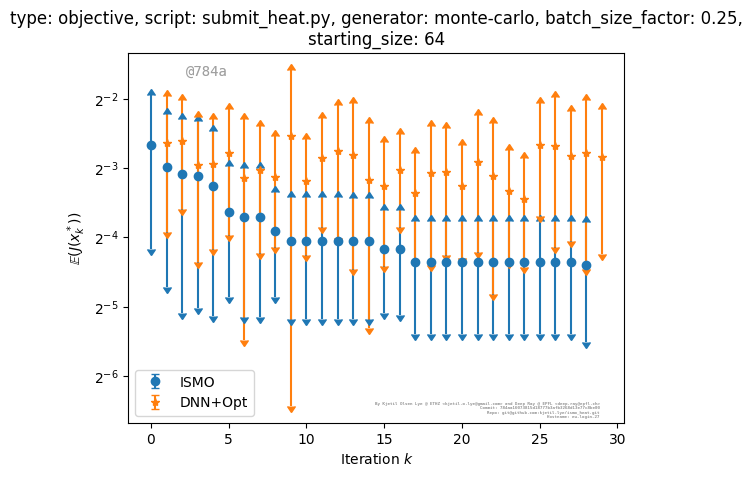 type: objective, script: submit_heat.py, generator: monte-carlo, batch_size_factor: 0.25,
starting_size: 64
@784a
2^-2
2^-3
2^-4
2^-5
2^-6
𝔼(J(x_k^*))
ISMO
DNN+Opt
0
5
10
15
20
25
30
Iteration k